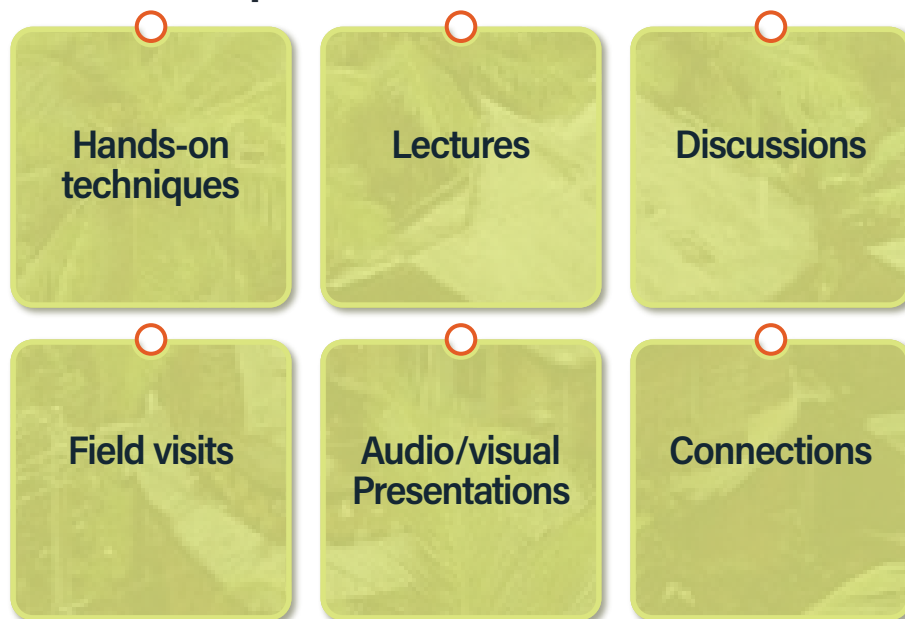 Hands-on
techniques
Lectures
Discussions
Field visits
Audio/visual
Presentations
Connections